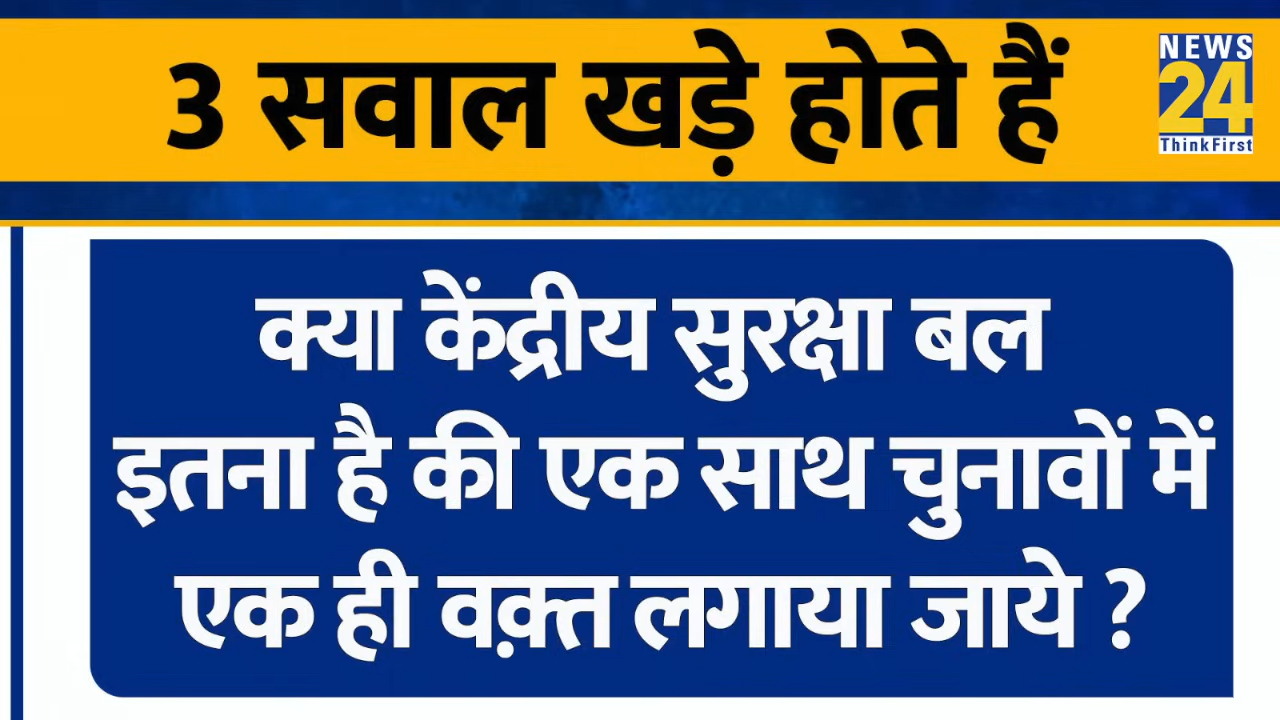 3 सवाल खड़े होते हैं
NEWS
24
ThinkFirst
क्या केंद्रीय सुरक्षा बल
इतना है की एक साथ चुनावों में
एक ही वक़्त लगाया जाये ?